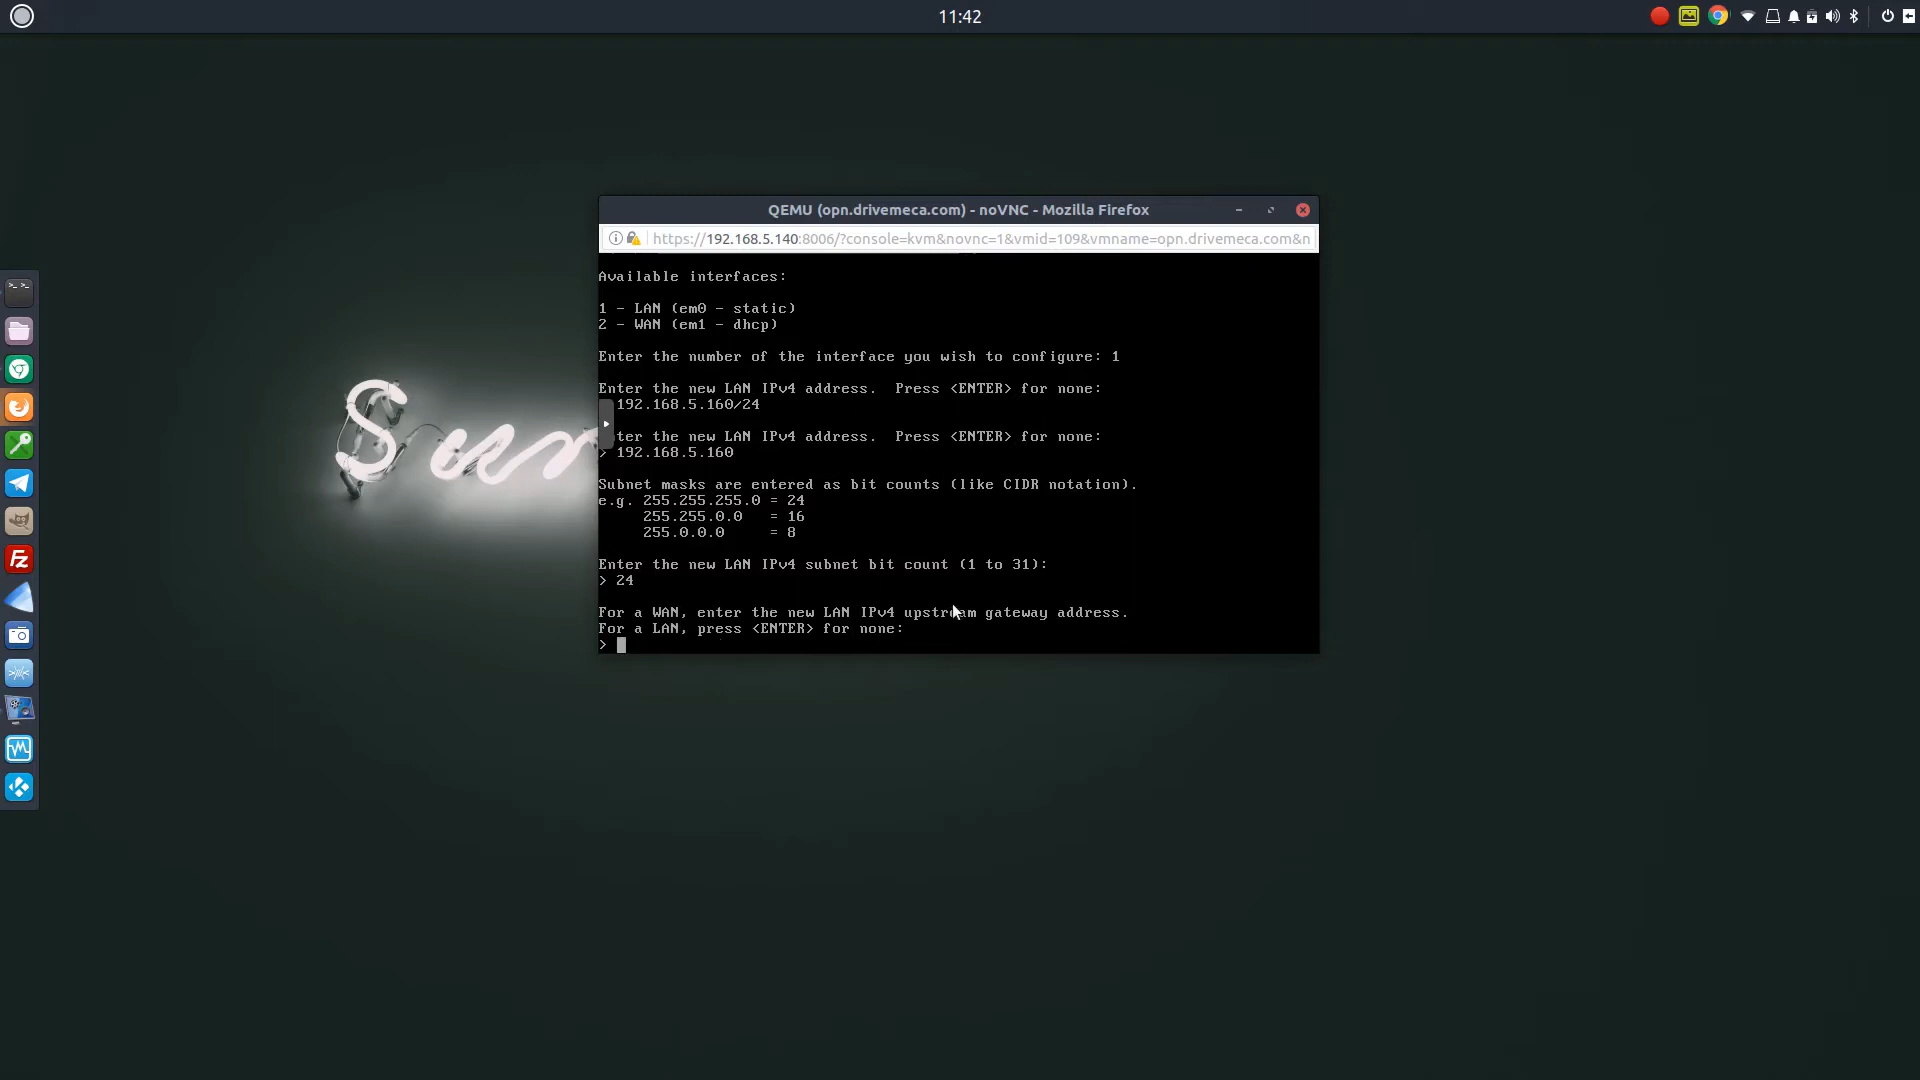 11:42
QEMU (opn.drivemeca.com) - noVNC - Mozilla Firefox
https://192.168.5.140:8006/?console=kvm&novnc=1&vmid=109&vmname=opn.drivemeca.com&n
Available interfaces:
1 - LAN (em0 - static)
2 - WAN (em1 - dhcp)
Enter the number of the interface you wish to configure: 1
Enter the new LAN IPv4 address.  Press <ENTER> for none:
192.168.5.160/24
ter the new LAN IPv4 address.  Press <ENTER> for none:
> 192.168.5.160
Subnet masks are entered as bit counts (like CIDR notation).
e.g. 255.255.255.0 = 24
255.255.0.0   = 16
255.0.0.0     = 8
Enter the new LAN IPv4 subnet bit count (1 to 31):
> 24
For a WAN, enter the new LAN IPv4 upstream gateway address.
For a LAN, press <ENTER> for none:
>
Sun
Fz